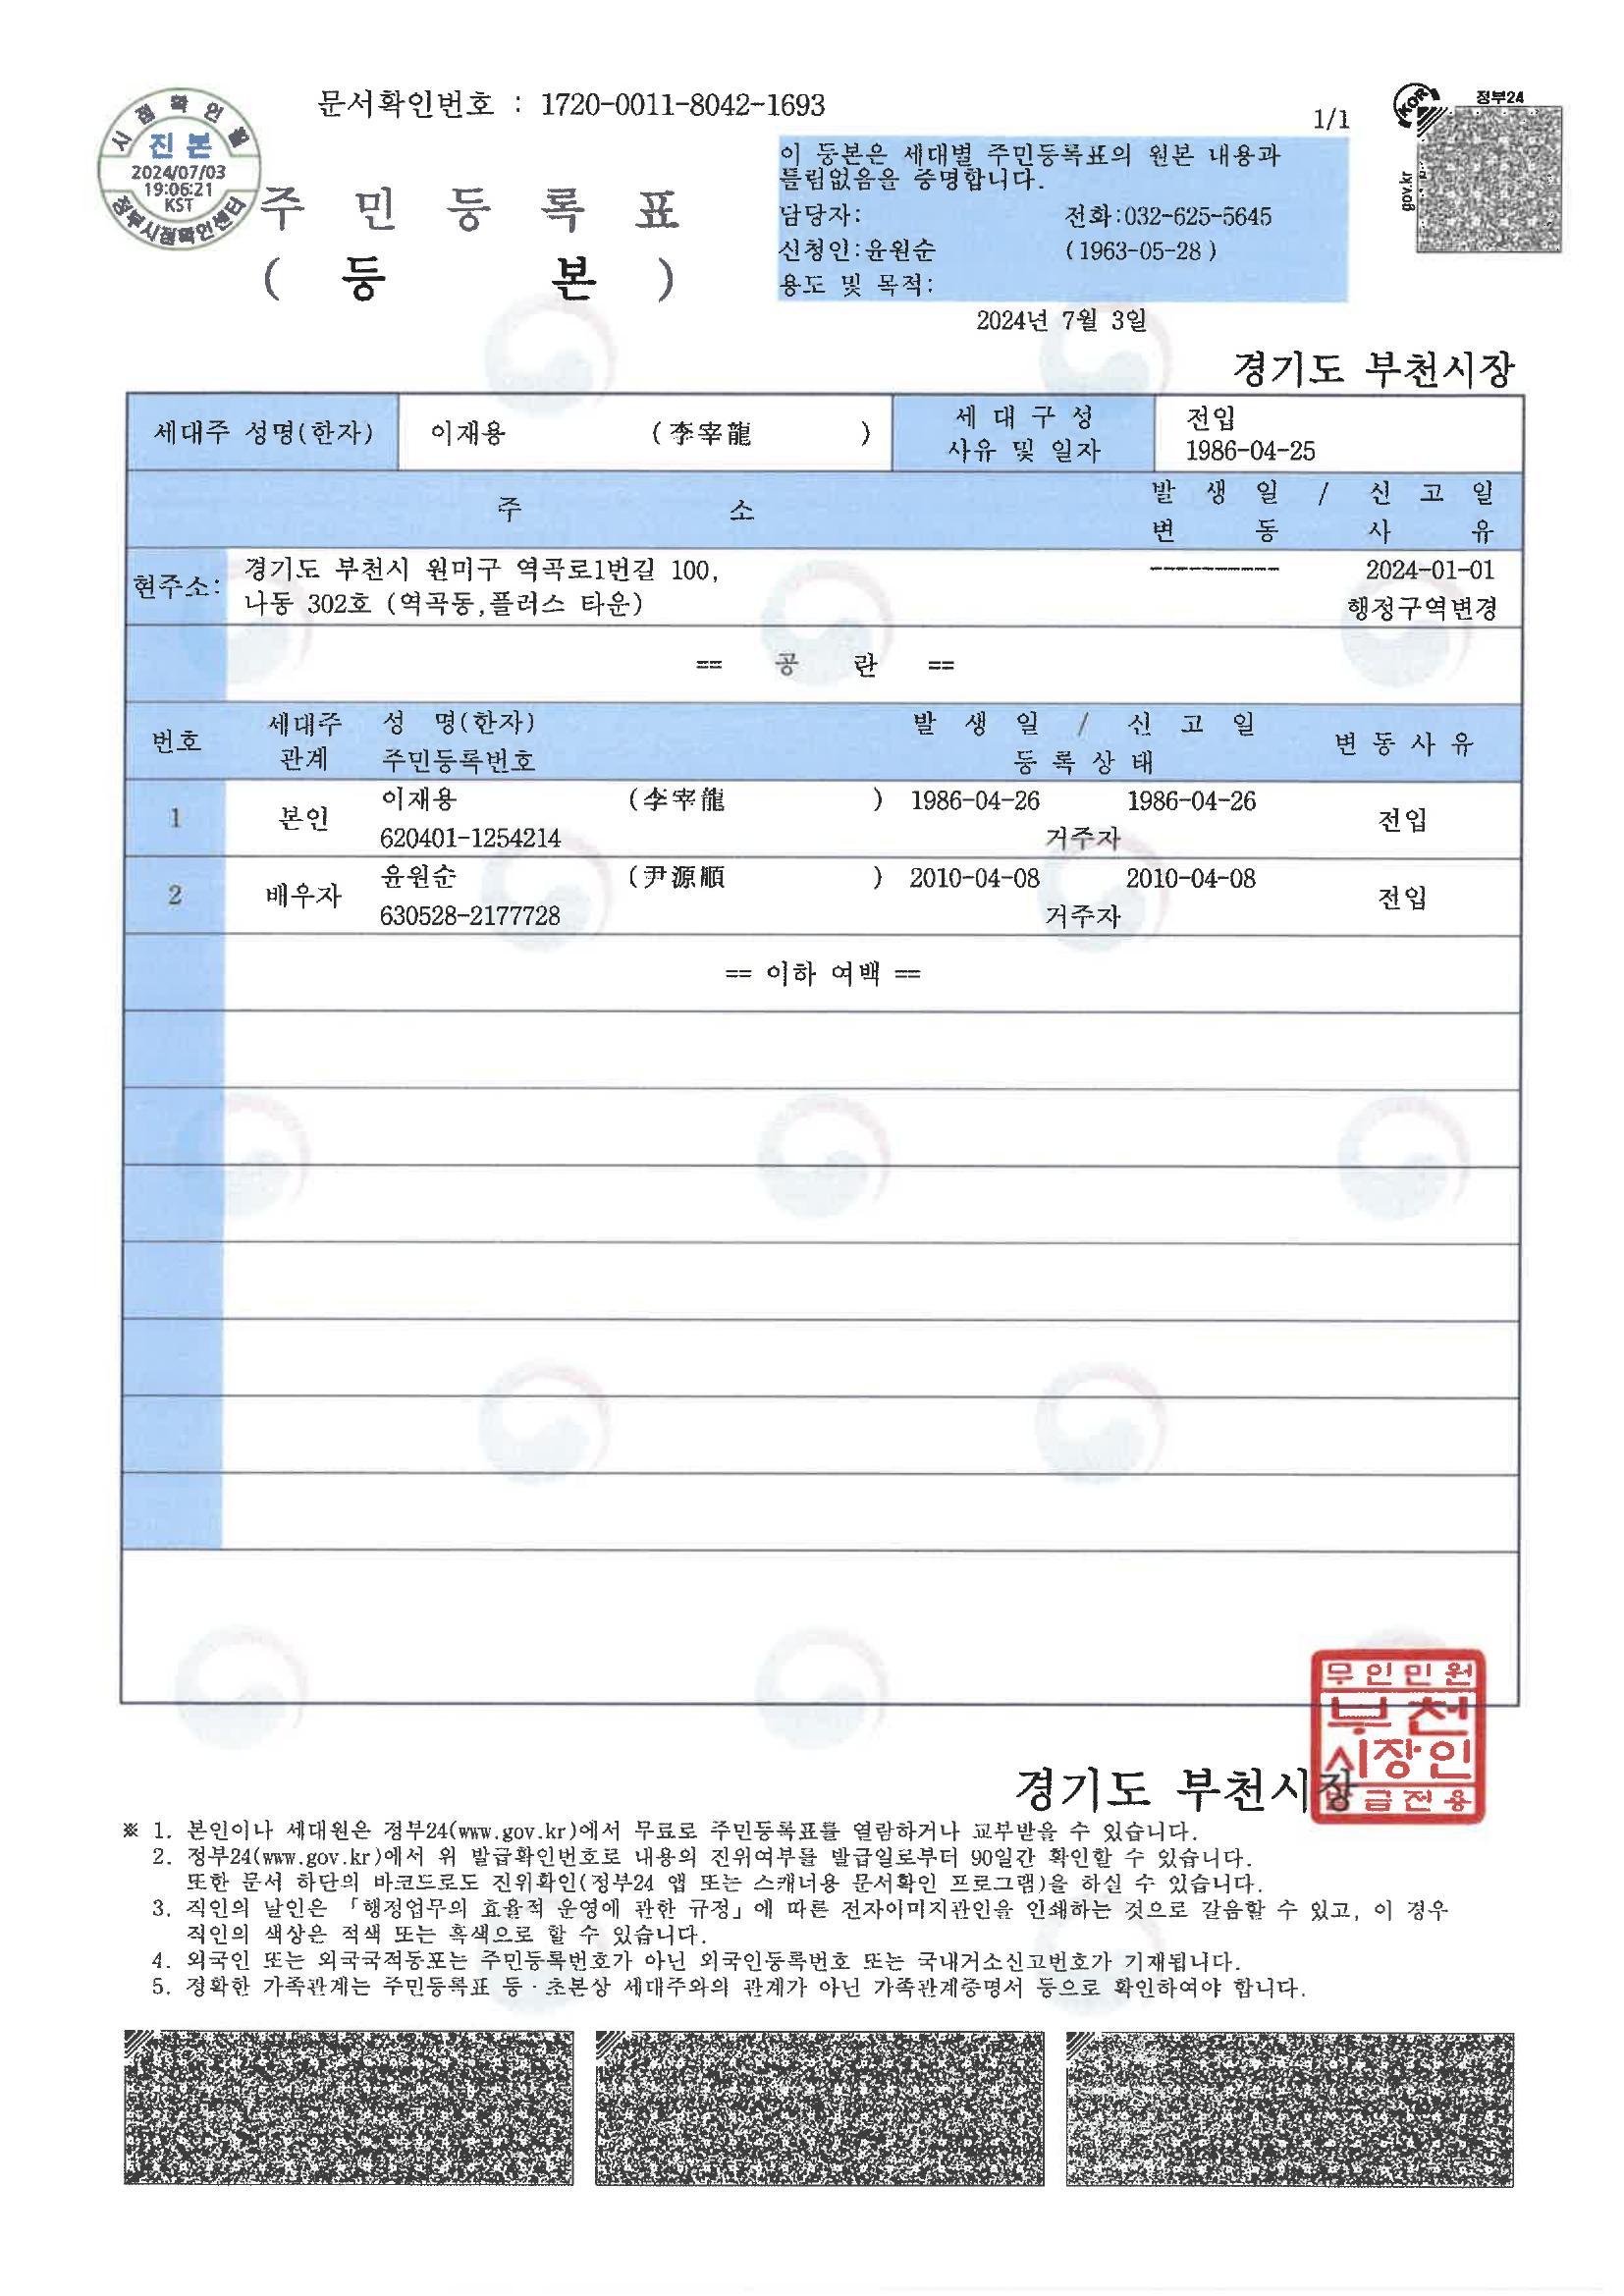 문서확인번호 : 1720-0011-8042-1693
1/1
정부24
gov.kr
KOR
시점확인필
진본
2024/07/03
19:06:21
KST
정부시점확인센터
주 민 등 록 표
( 등 본 )
이 등본은 세대별 주민등록표의 원본 내용과
틀림없음을 증명합니다.
담당자: 전화:032-625-5645
신청인:윤원순 (1963-05-28 )
용도 및 목적:
2024년 7월 3일
경기도 부천시장
세대주 성명(한자) 이재용 (李宰龍 ) 세 대 구 성 사유 및 일자 전입 1986-04-25
주 소 발 생 일 / 신 고 일
변 동 사 유
현주소: 경기도 부천시 원미구 역곡로1번길 100, ---------- 2024-01-01
나동 302호 (역곡동,플러스 타운) 행정구역변경
== 공 란 ==
번호 세대주 관계 성 명(한자) 주민등록번호 발 생 일 / 신 고 일 등 록 상 태 변 동 사 유
1 본인 이재용 (李宰龍 ) 1986-04-26 1986-04-26 전입
620401-1254214 거주자
2 배우자 윤원순 (尹源順 ) 2010-04-08 2010-04-08 전입
630528-2177728 거주자
== 이하 여백 ==
무인민원
부천
시장인
발급전용
경기도 부천시장
※ 1. 본인이나 세대원은 정부24(www.gov.kr)에서 무료로 주민등록표를 열람하거나 교부받을 수 있습니다.
2. 정부24(www.gov.kr)에서 위 발급확인번호로 내용의 진위여부를 발급일로부터 90일간 확인할 수 있습니다.
또한 문서 하단의 바코드로도 진위확인(정부24 앱 또는 스캐너용 문서확인 프로그램)을 하실 수 있습니다.
3. 직인의 날인은 「행정업무의 효율적 운영에 관한 규정」에 따른 전자이미지관인을 인쇄하는 것으로 갈음할 수 있고, 이 경우
직인의 색상은 적색 또는 흑색으로 할 수 있습니다.
4. 외국인 또는 외국국적동포는 주민등록번호가 아닌 외국인등록번호 또는 국내거소신고번호가 기재됩니다.
5. 정확한 가족관계는 주민등록표 등·초본상 세대주와의 관계가 아닌 가족관계증명서 등으로 확인하여야 합니다.